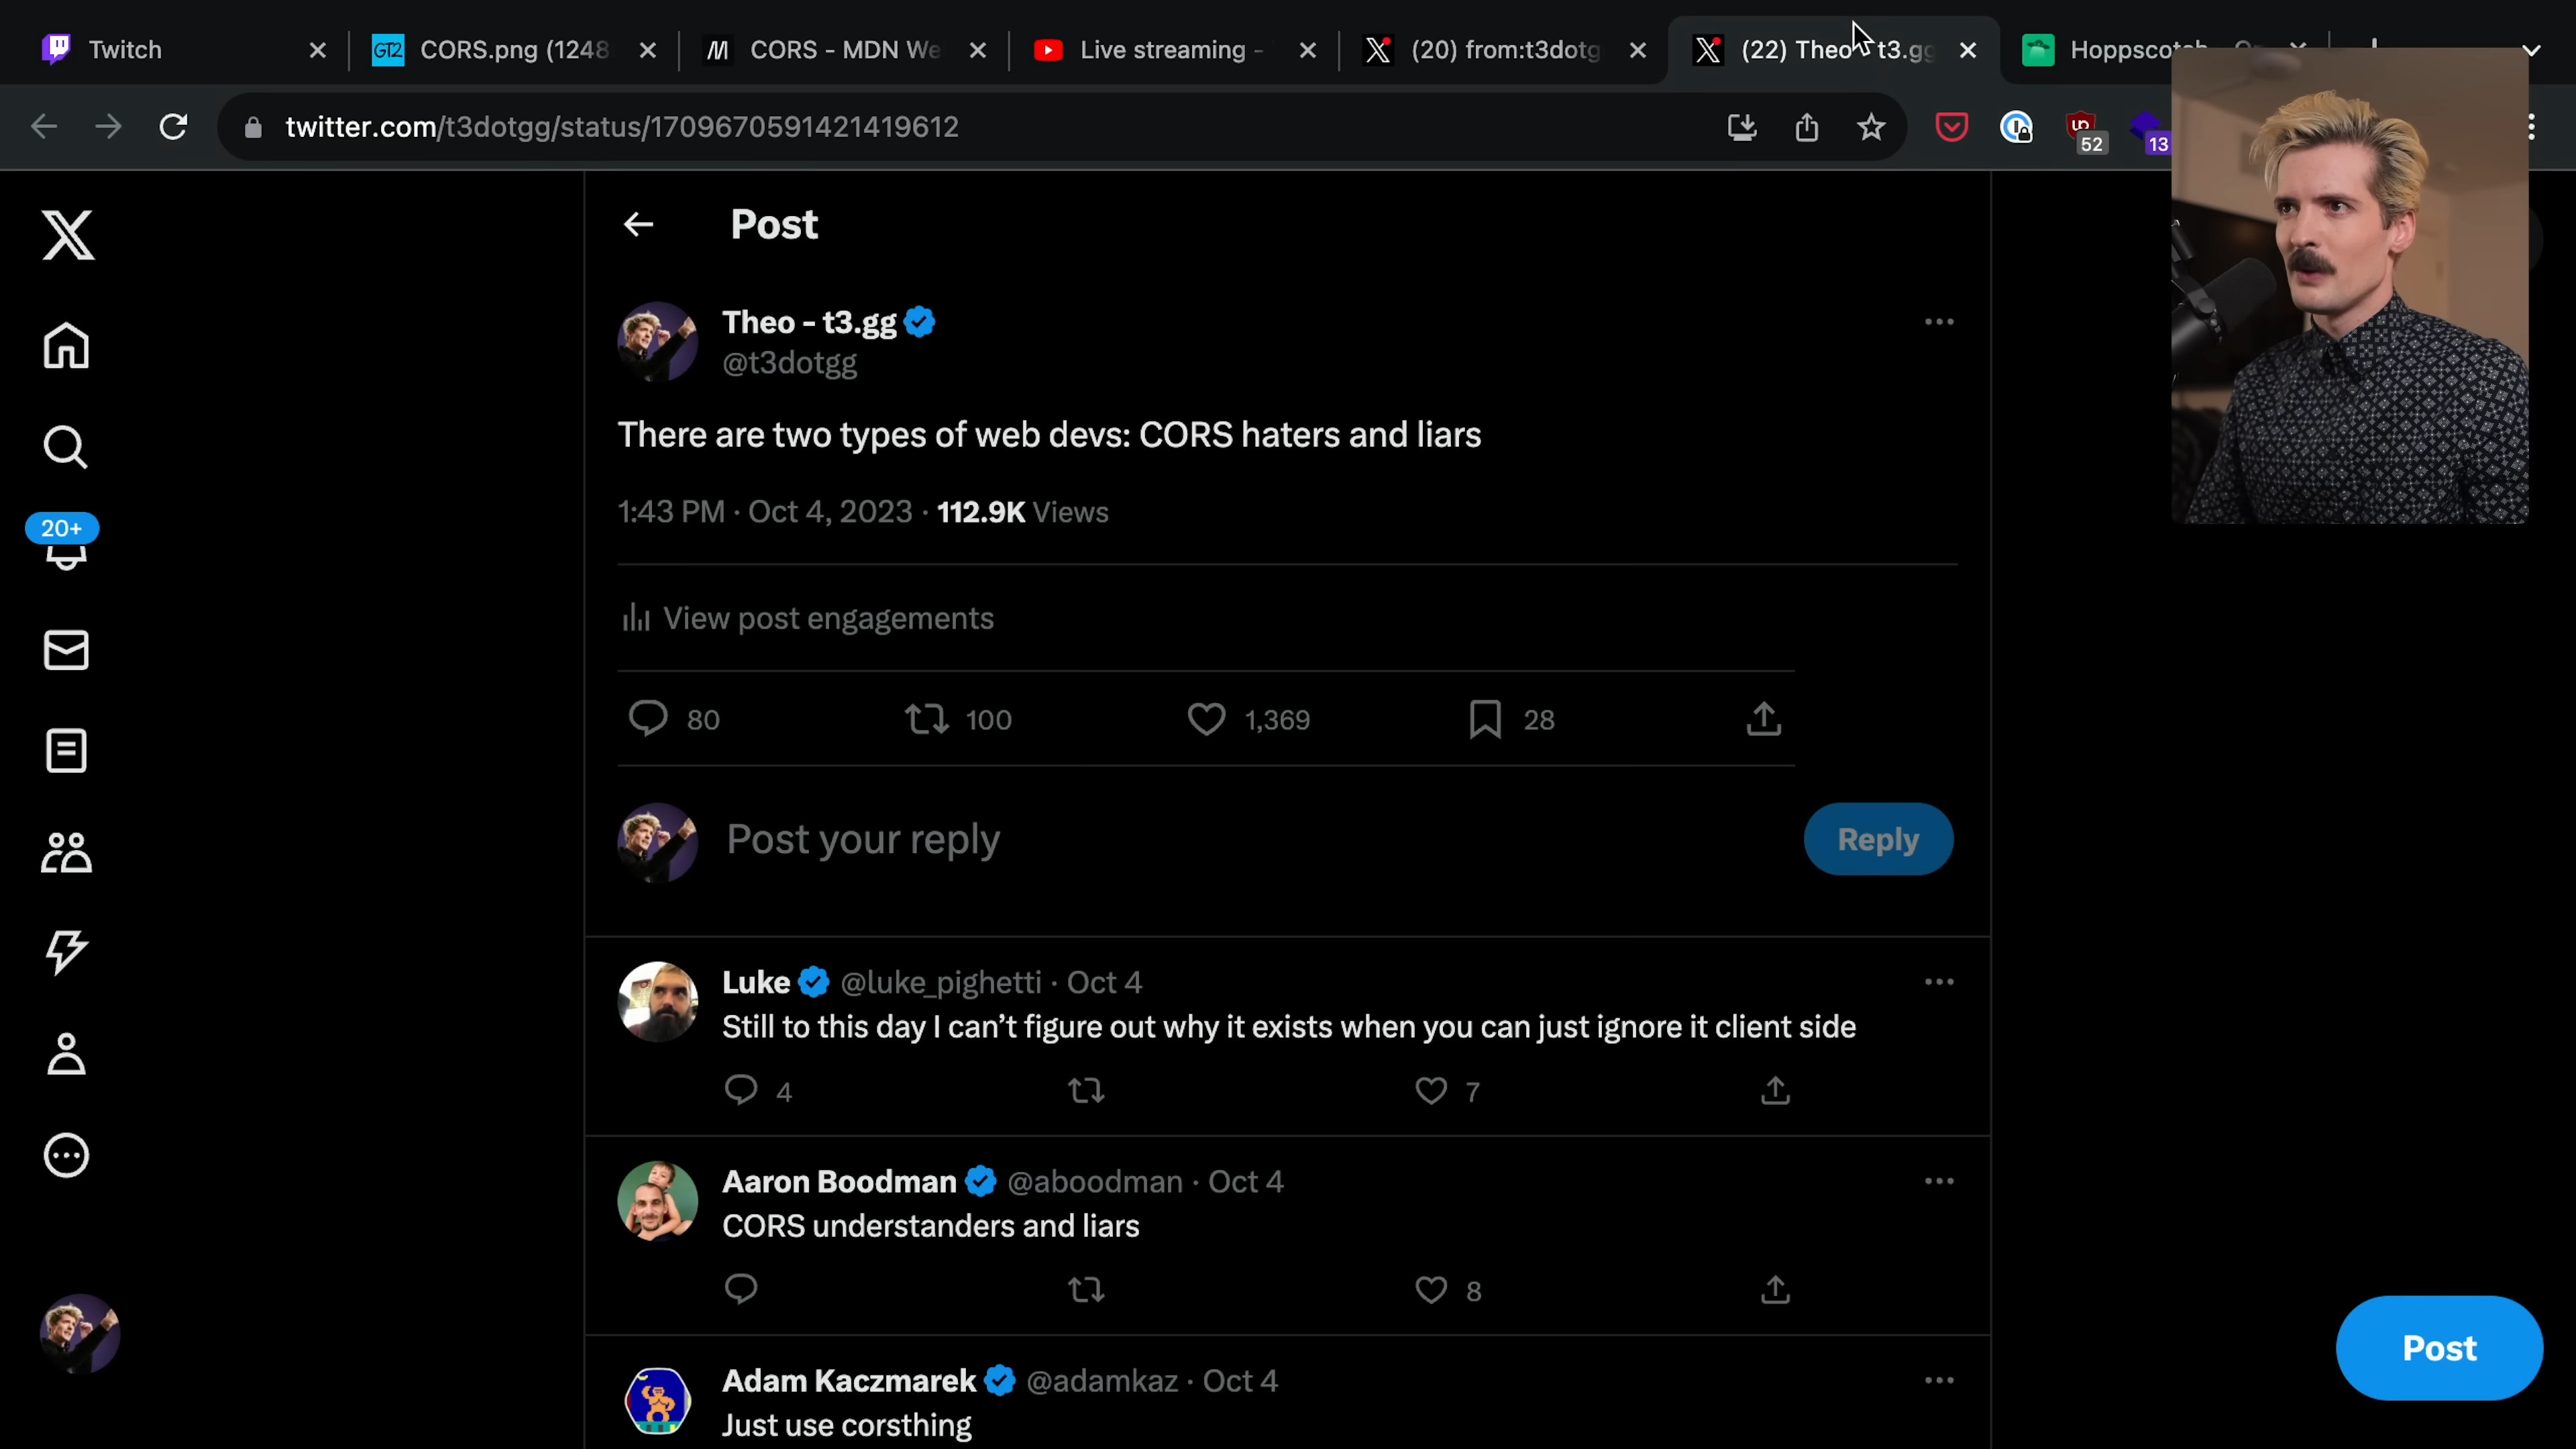 Twitch
CORS.png (1248
CORS - MDN We
Live streaming -
(20) from:t3dotg
(22) Theo - t3.gg
Hoppscotch
twitter.com/t3dotgg/status/1709670591421419612
52
13
Post
Theo - t3.gg
@t3dotgg
There are two types of web devs: CORS haters and liars
1:43 PM · Oct 4, 2023 · 112.9K Views
View post engagements
80 100 1,369 28
Post your reply
Reply
20+
Luke @luke_pighetti · Oct 4
Still to this day I can’t figure out why it exists when you can just ignore it client side
4 7
Aaron Boodman @aboodman · Oct 4
CORS understanders and liars
8
Adam Kaczmarek @adamkaz · Oct 4
Just use corsthing
Post